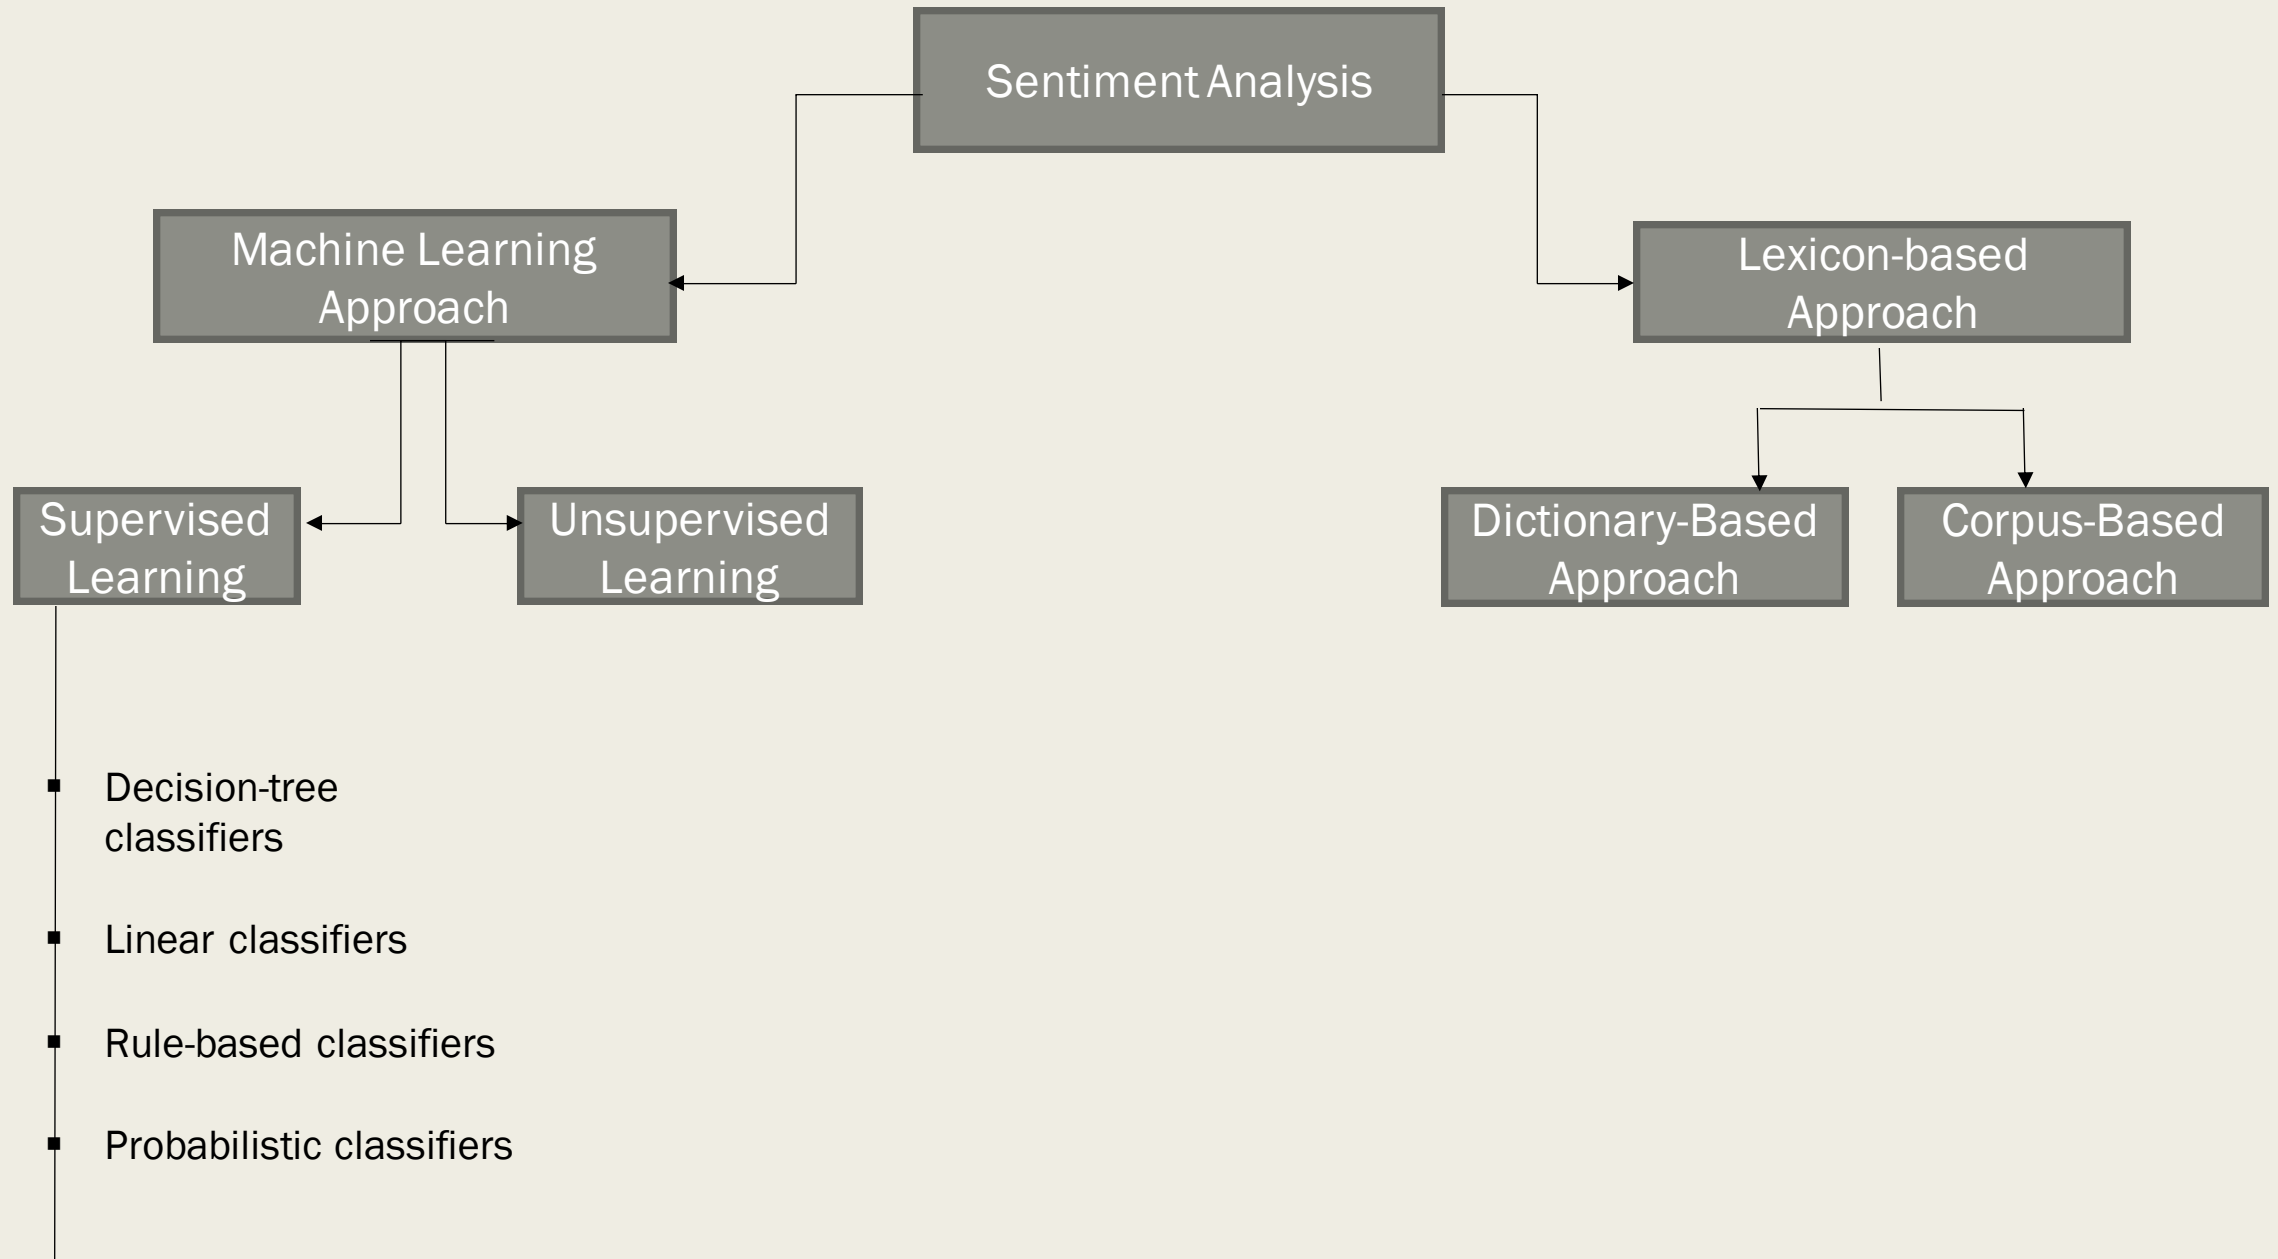 Sentiment Analysis
Machine Learning
Approach
Lexicon-based
Approach
Supervised
Learning
Unsupervised
Learning
Dictionary-Based
Approach
Corpus-Based
Approach
Decision-tree
classifiers
Linear classifiers
Rule-based classifiers
Probabilistic classifiers